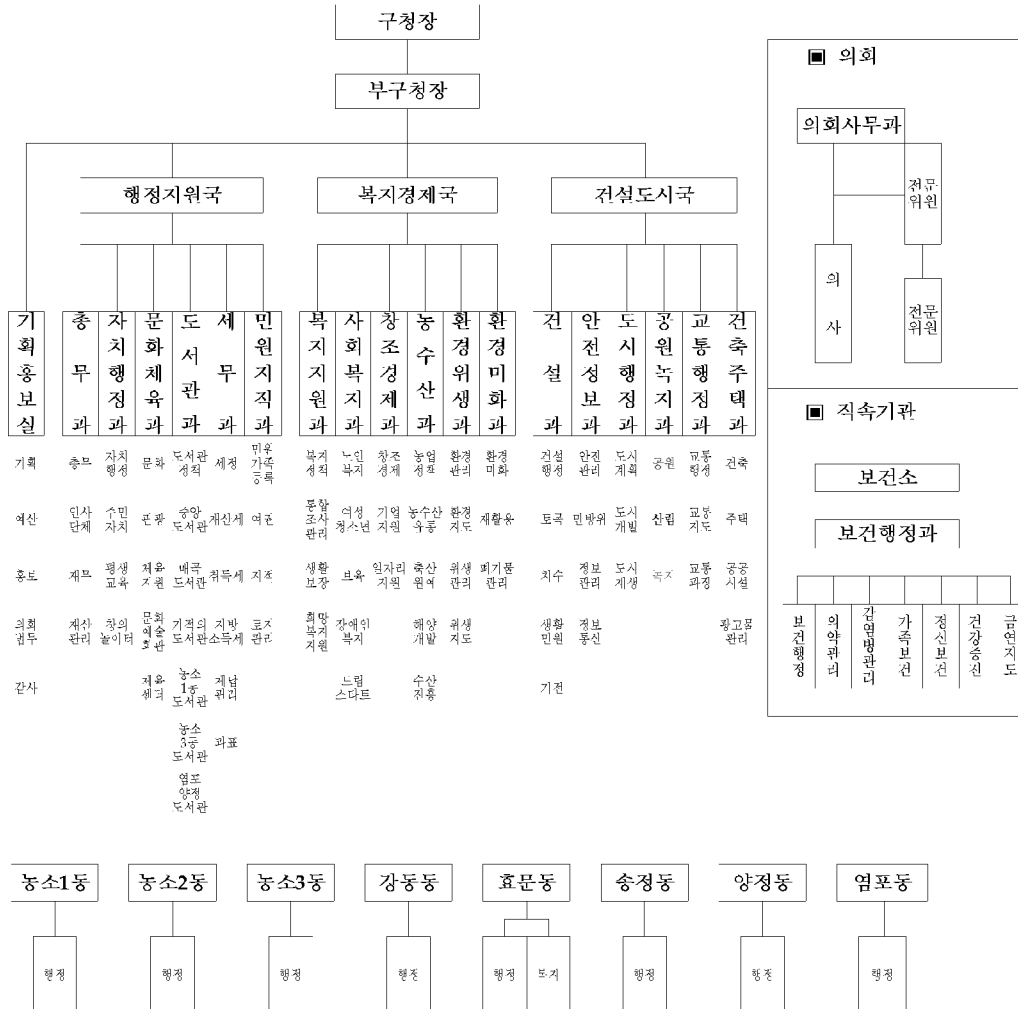 구청장
부구청장
행정지원국
복지경제국
건설도시국
기획홍보실
총무과
자치행정과
문화체육과
도서관과
세무과
민원지직과
복지지원과
사회복지과
창조경제과
농수산과
환경위생과
환경미화과
건설과
안전정보과
도시행정과
공원녹지과
교통행정과
건축주택과
기획
예산
홍보
의회
법무
감사
총무
인사
단체
재무
재산
관리
자치
행정
주민
자치
평생
교육
창의
놀이터
문화
관광
체육
지원
문화
예술
회관
체육
센터
도서관
정책
중앙
도서관
매곡
도서관
기적의
도서관
농소
1동
도서관
농소
3동
도서관
염포
양정
도서관
세정
재산세
취득세
지방
소득세
체납
관리
과표
민원
가족
등록
여권
지적
토지
관리
복지
정책
통합
조사
관리
생활
보장
희망
복지
지원
노인
복지
여성
청소년
보육
장애인
복지
드림
스타트
창조
경제
기업
지원
일자리
지원
농업
정책
농수산
유통
축산
원예
해양
개발
수산
진흥
환경
관리
환경
지도
위생
관리
위생
지도
환경
미화
재활용
폐기물
관리
건설
행정
토목
치수
생활
민원
기전
안전
관리
민방위
정보
관리
정보
통신
도시
계획
도시
개발
도시
재생
공원
산림
녹지
교통
행정
교통
지도
교통
과징
건축
주택
공공
시설
광고물
관리
▣ 의회
의회사무과
전문
위원
의사
전문
위원
▣ 직속기관
보건소
보건행정과
보건행정
의약관리
감염병관리
가족보건
정신보건
건강증진
금연지도
농소1동
농소2동
농소3동
강동동
효문동
송정동
양정동
염포동
행정
행정
행정
행정
행정
복지
행정
행정
행정